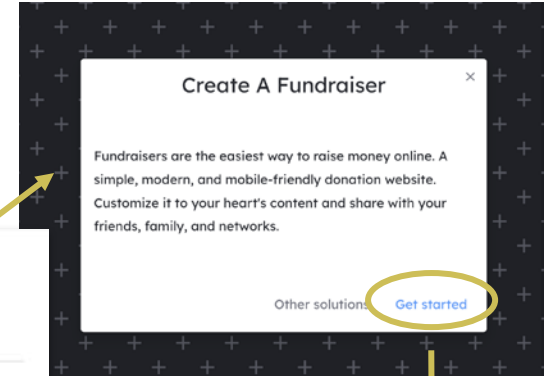 Create A Fundraiser
×
Fundraisers are the easiest way to raise money online. A
simple, modern, and mobile-friendly donation website.
Customize it to your heart's content and share with your
friends, family, and networks.
Other solutions
Get started